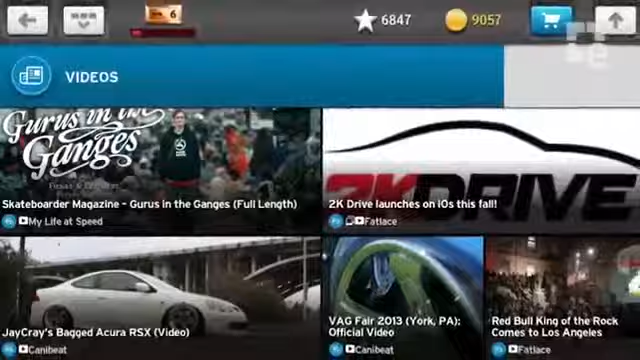 6
6847
9057
VIDEOS
Gurus in the
Ganges
Skateboarder Magazine - Gurus in the Ganges (Full Length)
My Life at Speed
2K DRIVE
2K Drive launches on iOs this fall!
Fatlace
JayCray's Bagged Acura RSX (Video)
Canibeat
VAG Fair 2013 (York, PA):
Official Video
Canibeat
Red Bull King of the Rock
Comes to Los Angeles
Fatlace